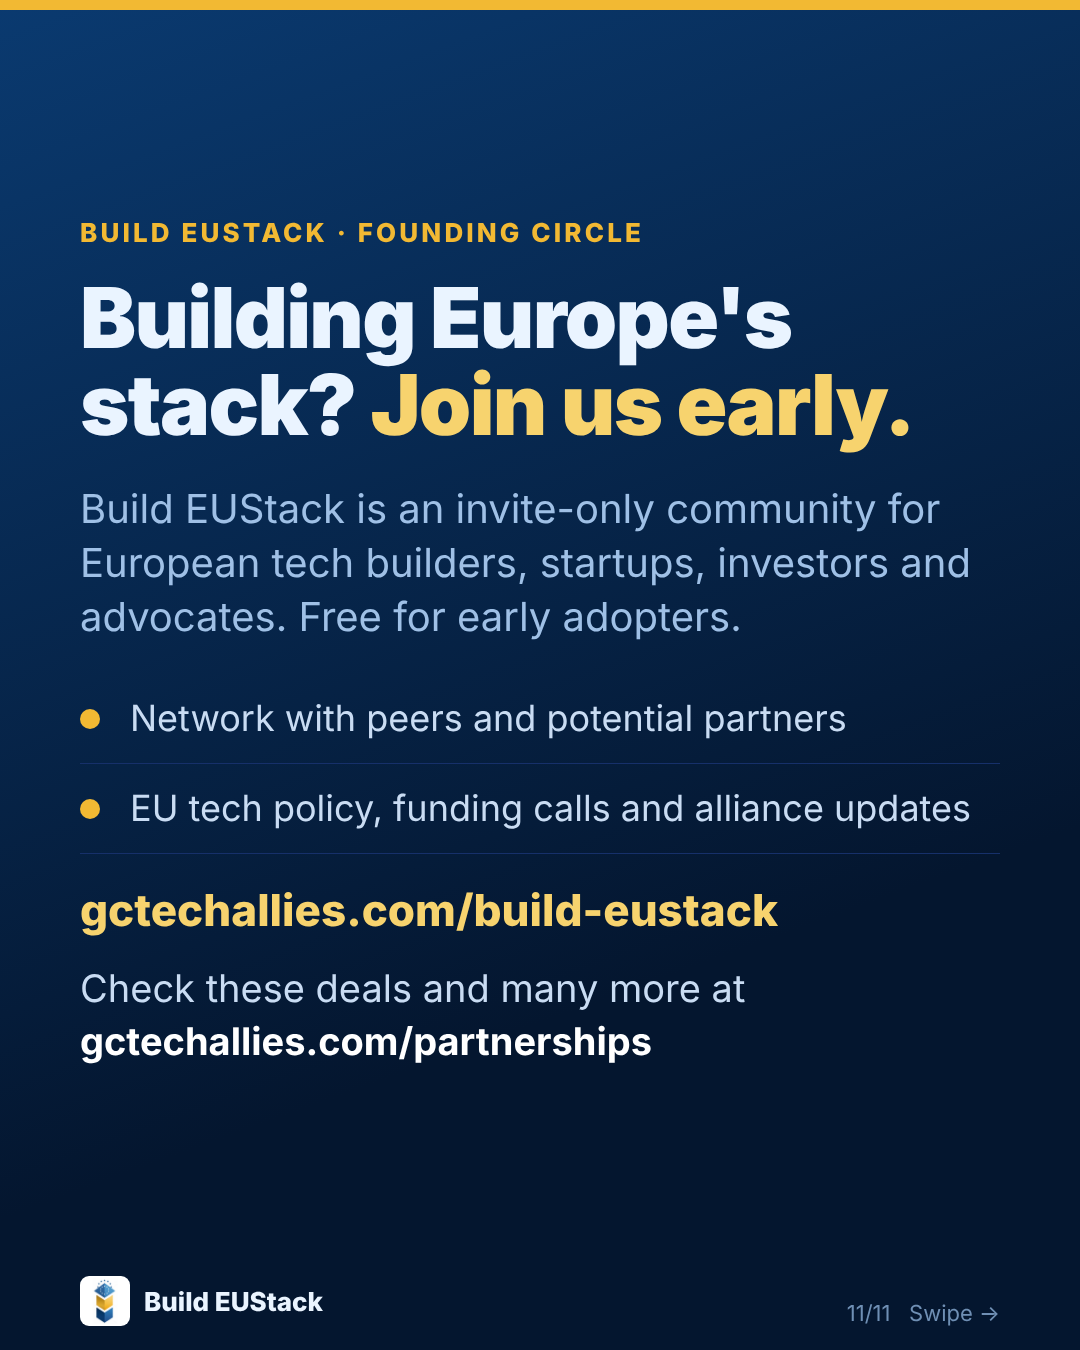 BUILD EUSTACK · FOUNDING CIRCLE
Building Europe's
stack? Join us early.
Build EUStack is an invite-only community for
European tech builders, startups, investors and
advocates. Free for early adopters.
Network with peers and potential partners
EU tech policy, funding calls and alliance updates
gctechallies.com/build-eustack
Check these deals and many more at
gctechallies.com/partnerships
Build EUStack
11/11 Swipe →